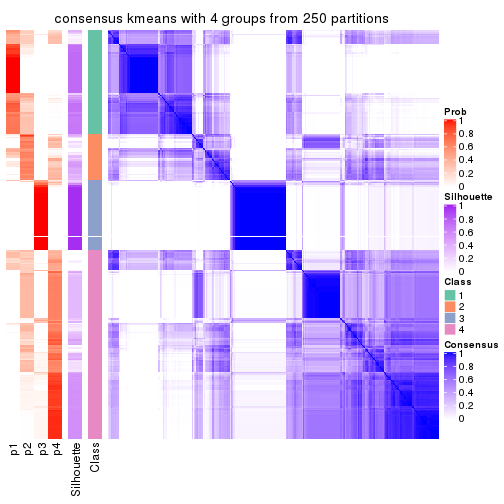 consensus kmeans with 4 groups from 250 partitions
Prob
1
0.8
0.6
0.4
0.2
0
Silhouette
1
0.8
0.6
0.4
0.2
0
Class
1
2
3
4
Consensus
1
0.8
0.6
0.4
0.2
0
p1
p2
p3
p4
Silhouette
Class